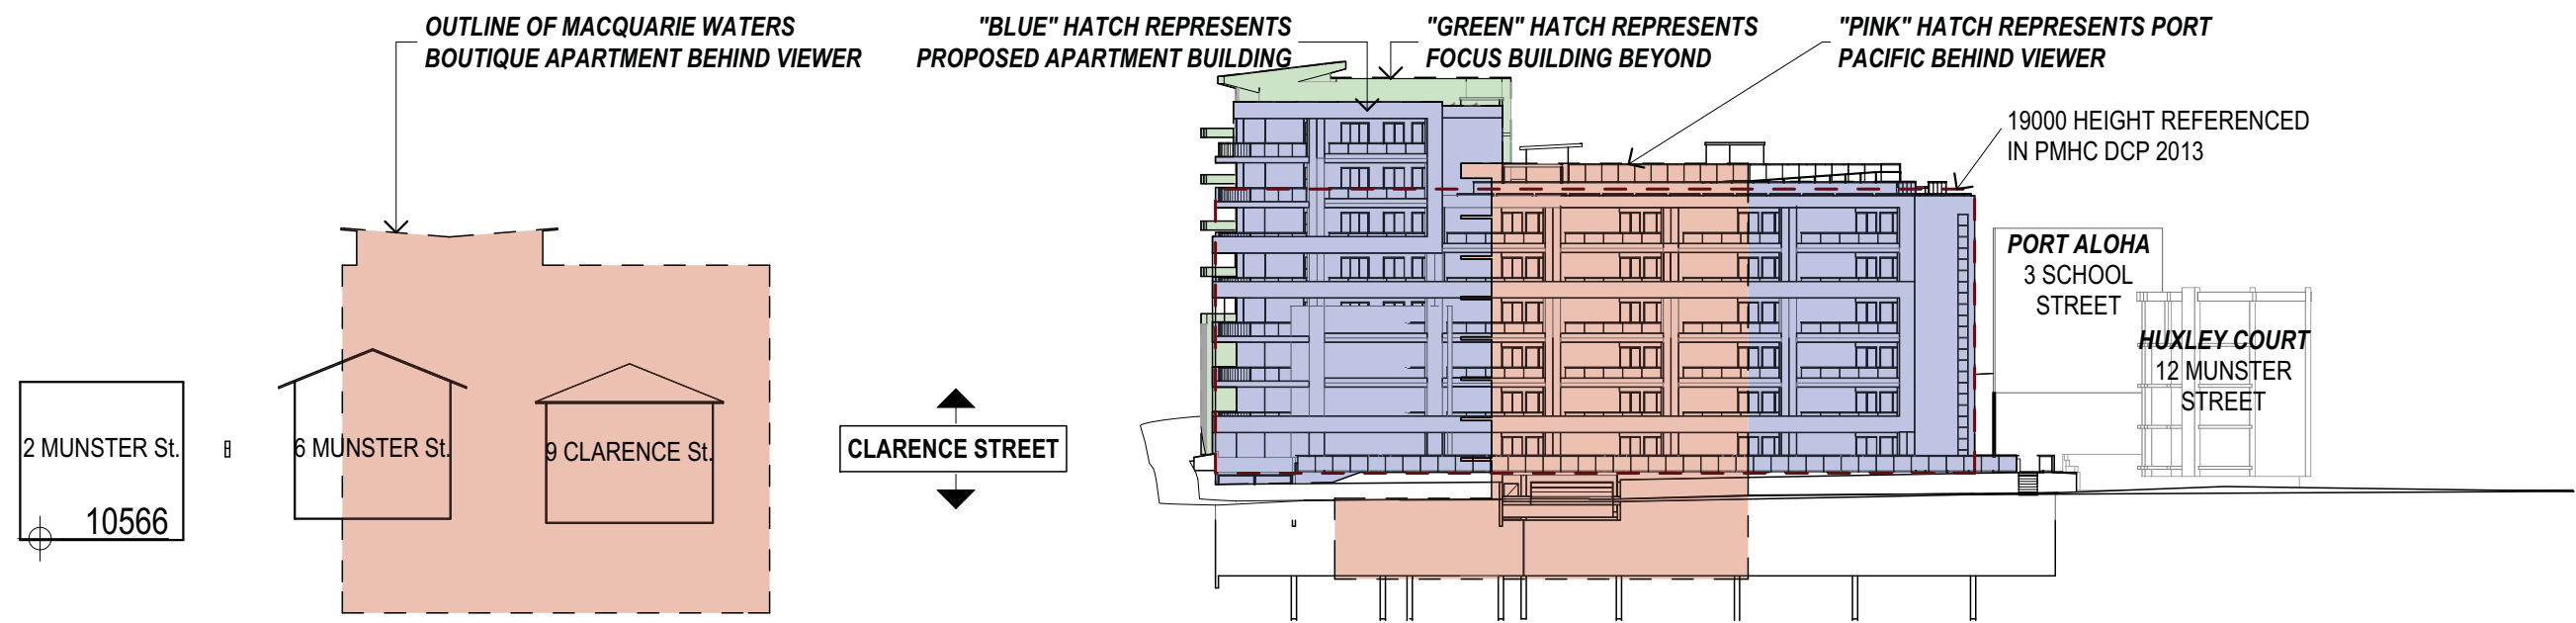 OUTLINE OF MACQUARIE WATERS
BOUTIQUE APARTMENT BEHIND VIEWER
"BLUE" HATCH REPRESENTS
PROPOSED APARTMENT BUILDING
"GREEN" HATCH REPRESENTS
FOCUS BUILDING BEYOND
"PINK" HATCH REPRESENTS PORT
PACIFIC BEHIND VIEWER
19000 HEIGHT REFERENCED
IN PMHC DCP 2013
PORT ALOHA
3 SCHOOL
STREET
HUXLEY COURT
12 MUNSTER
STREET
2 MUNSTER St.
6 MUNSTER St.
9 CLARENCE St.
CLARENCE STREET
10566